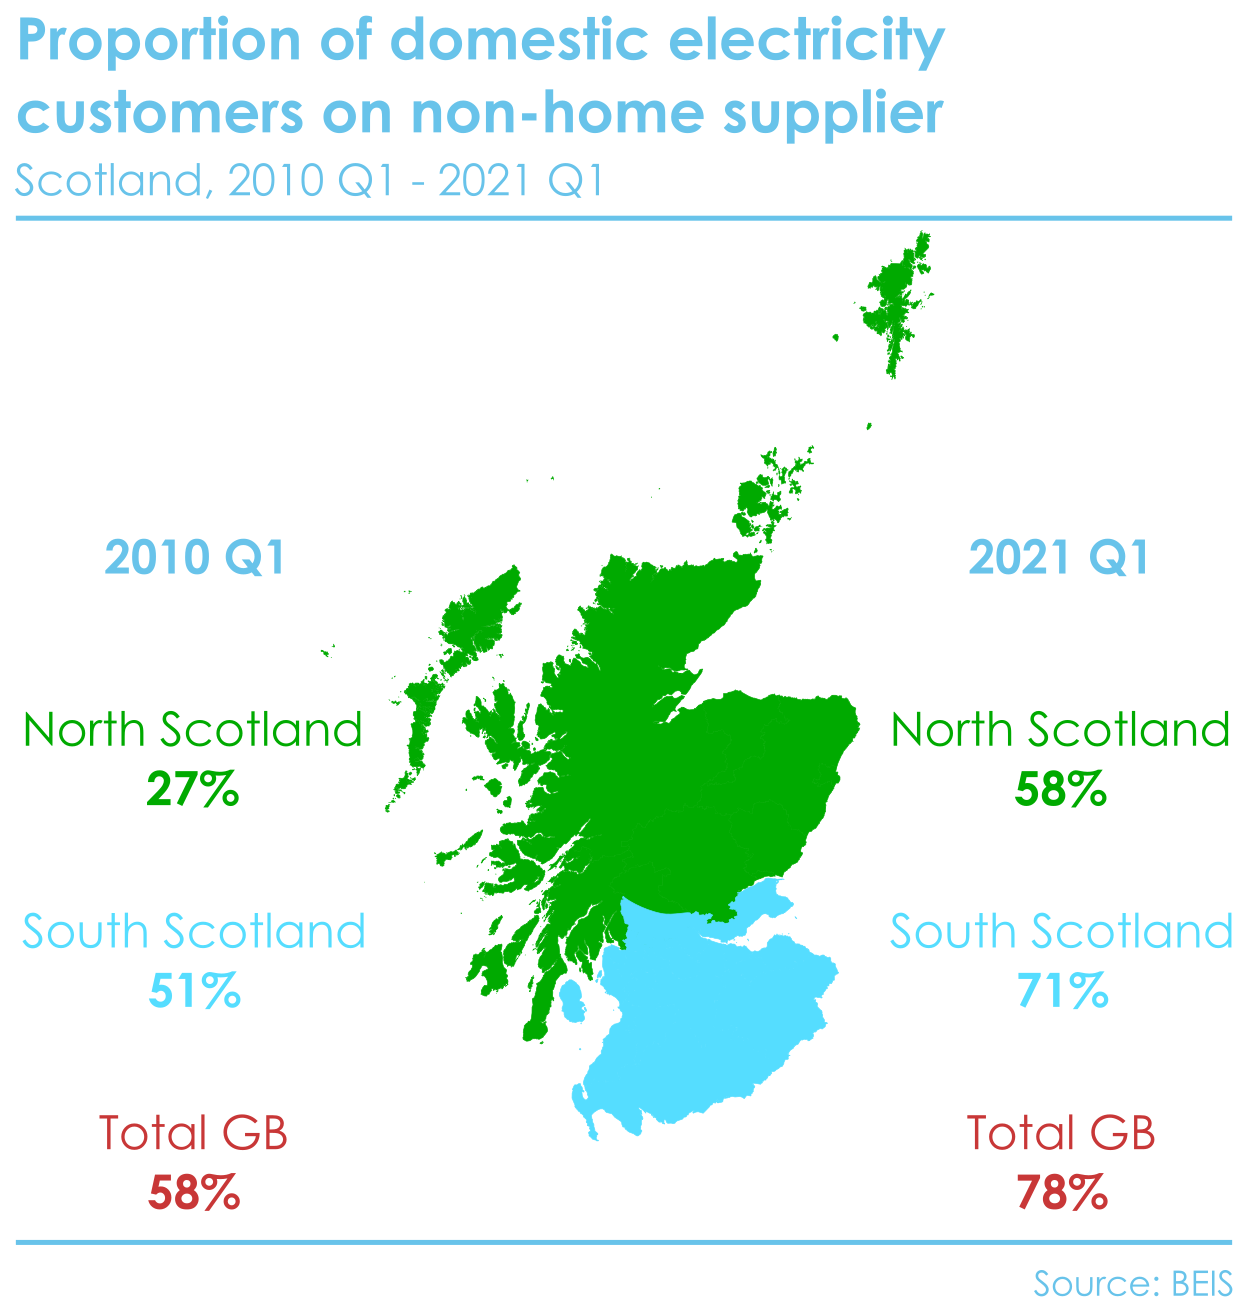 Proportion of domestic electricity
customers on non-home supplier
Scotland, 2010 Q1 - 2021 Q1
2010 Q1
North Scotland
27%
South Scotland
51%
Total GB
58%
2021 Q1
North Scotland
58%
South Scotland
71%
Total GB
78%
Source: BEIS